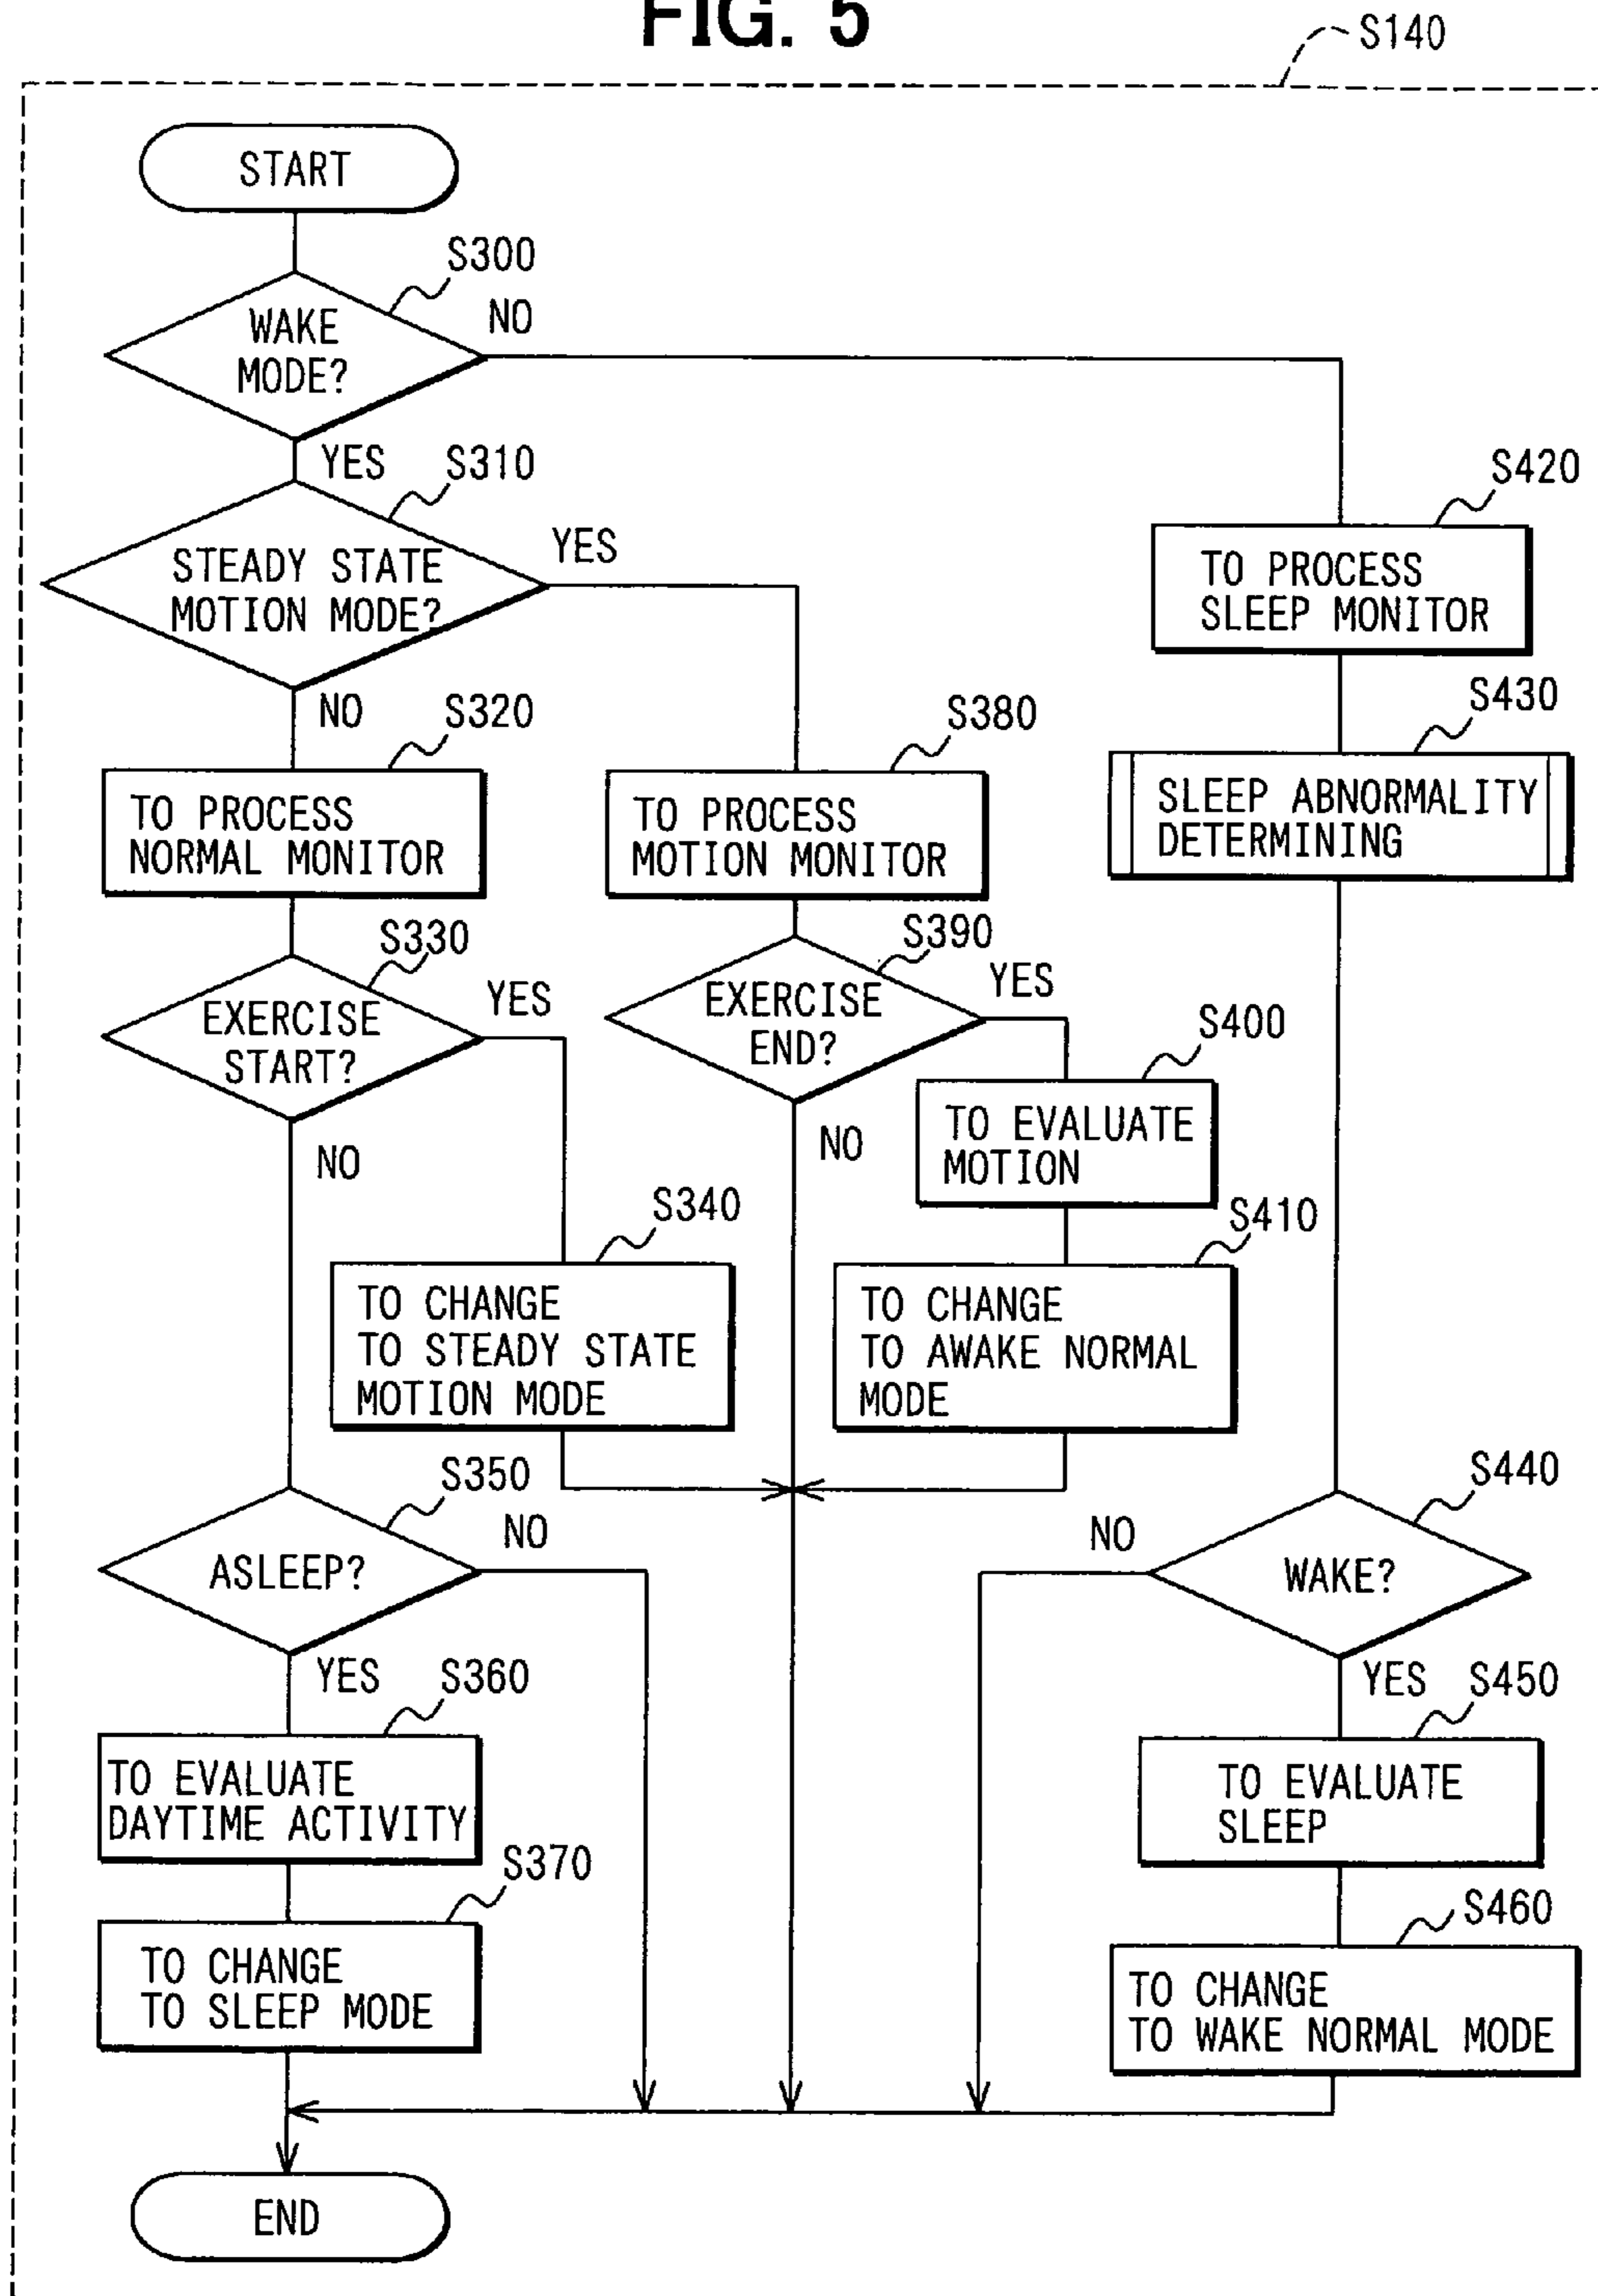 FIG. 5
S140
START
S300
WAKE
MODE?
NO
YES
S310
STEADY STATE
MOTION MODE?
YES
NO
S320
TO PROCESS
NORMAL MONITOR
S330
EXERCISE
START?
YES
NO
S340
TO CHANGE
TO STEADY STATE
MOTION MODE
S350
ASLEEP?
NO
YES
S360
TO EVALUATE
DAYTIME ACTIVITY
S370
TO CHANGE
TO SLEEP MODE
END
S380
TO PROCESS
MOTION MONITOR
S390
EXERCISE
END?
YES
NO
S400
TO EVALUATE
MOTION
S410
TO CHANGE
TO AWAKE NORMAL
MODE
S420
TO PROCESS
SLEEP MONITOR
S430
SLEEP ABNORMALITY
DETERMINING
S440
WAKE?
NO
YES
S450
TO EVALUATE
SLEEP
S460
TO CHANGE
TO WAKE NORMAL MODE